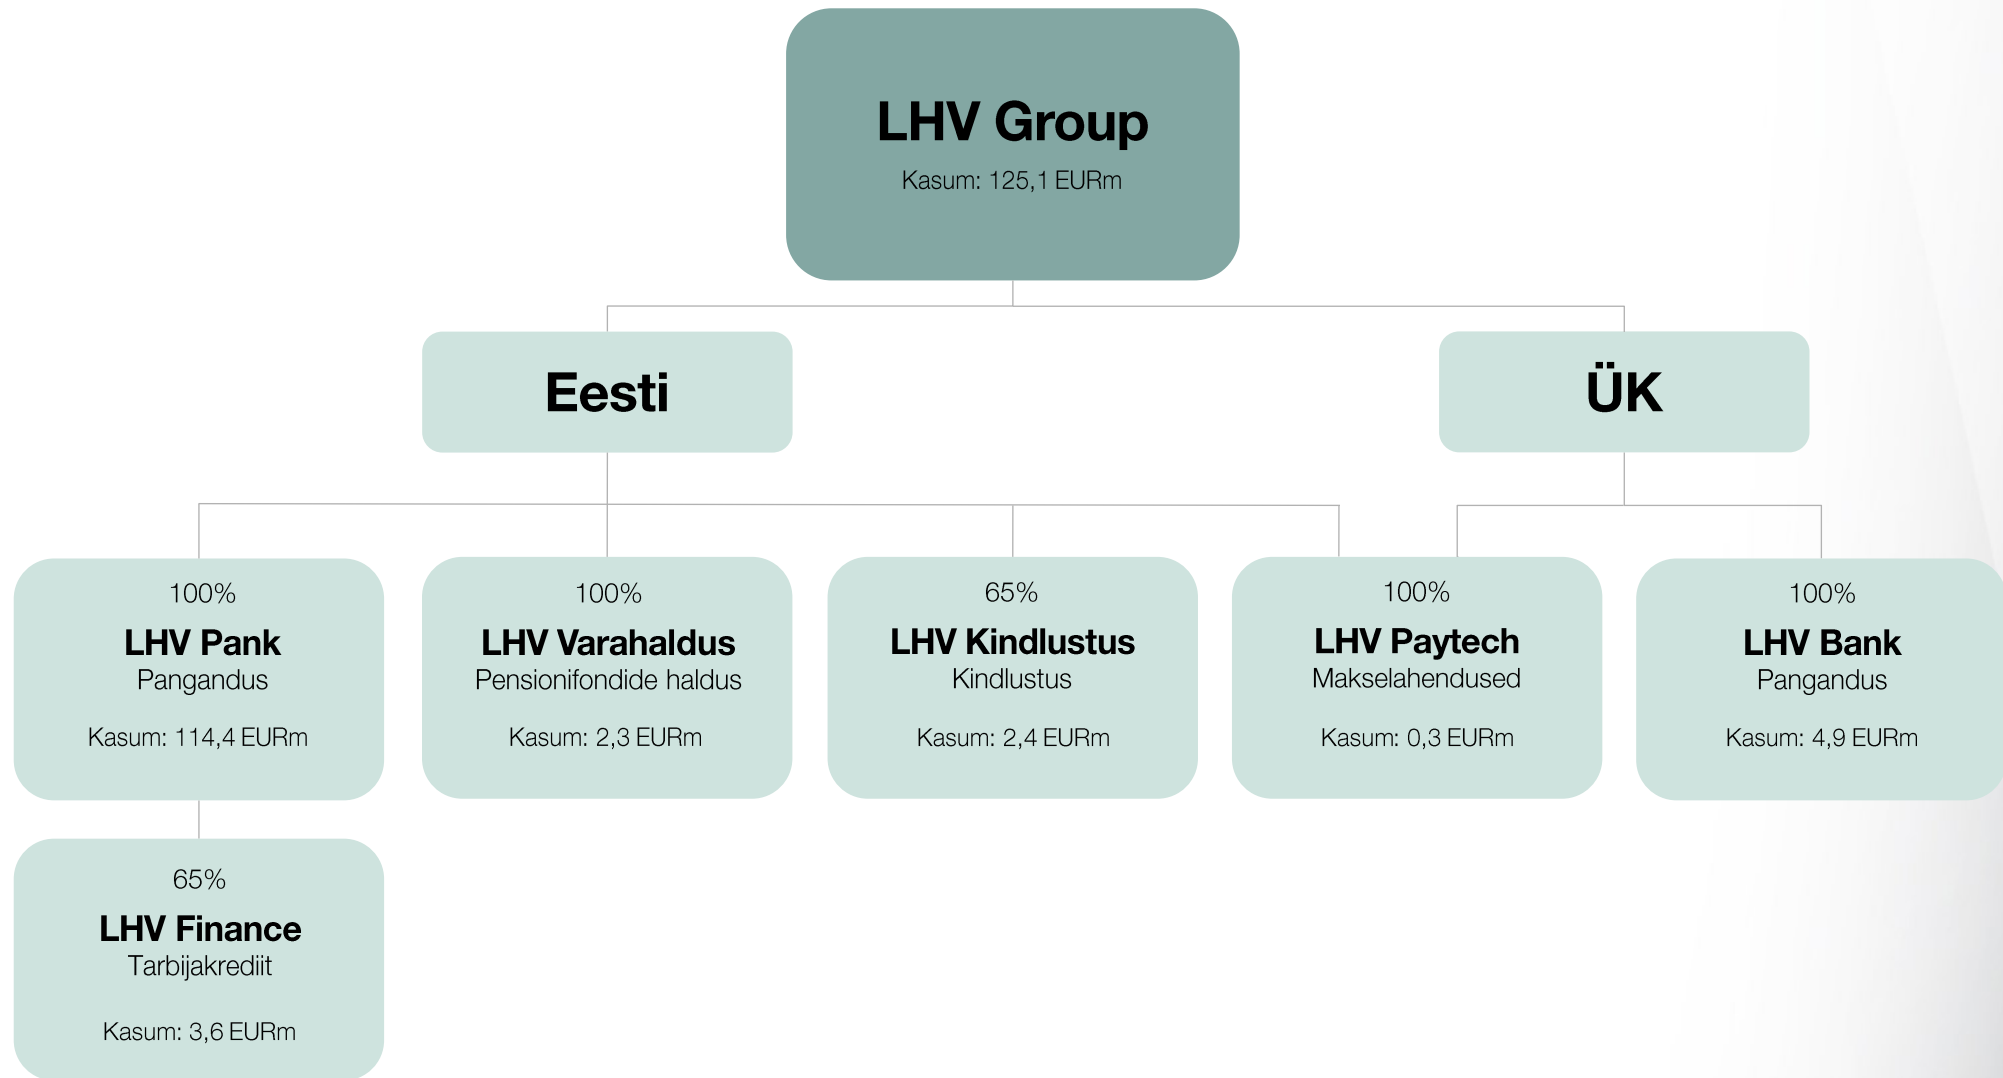 LHV Group
Kasum: 125,1 EURm
Eesti
ÜK
100%
LHV Pank
Pangandus
Kasum: 114,4 EURm
100%
LHV Varahaldus
Pensionifondide haldus
Kasum: 2,3 EURm
65%
LHV Kindlustus
Kindlustus
Kasum: 2,4 EURm
100%
LHV Paytech
Makselahendused
Kasum: 0,3 EURm
100%
LHV Bank
Pangandus
Kasum: 4,9 EURm
65%
LHV Finance
Tarbijakrediit
Kasum: 3,6 EURm